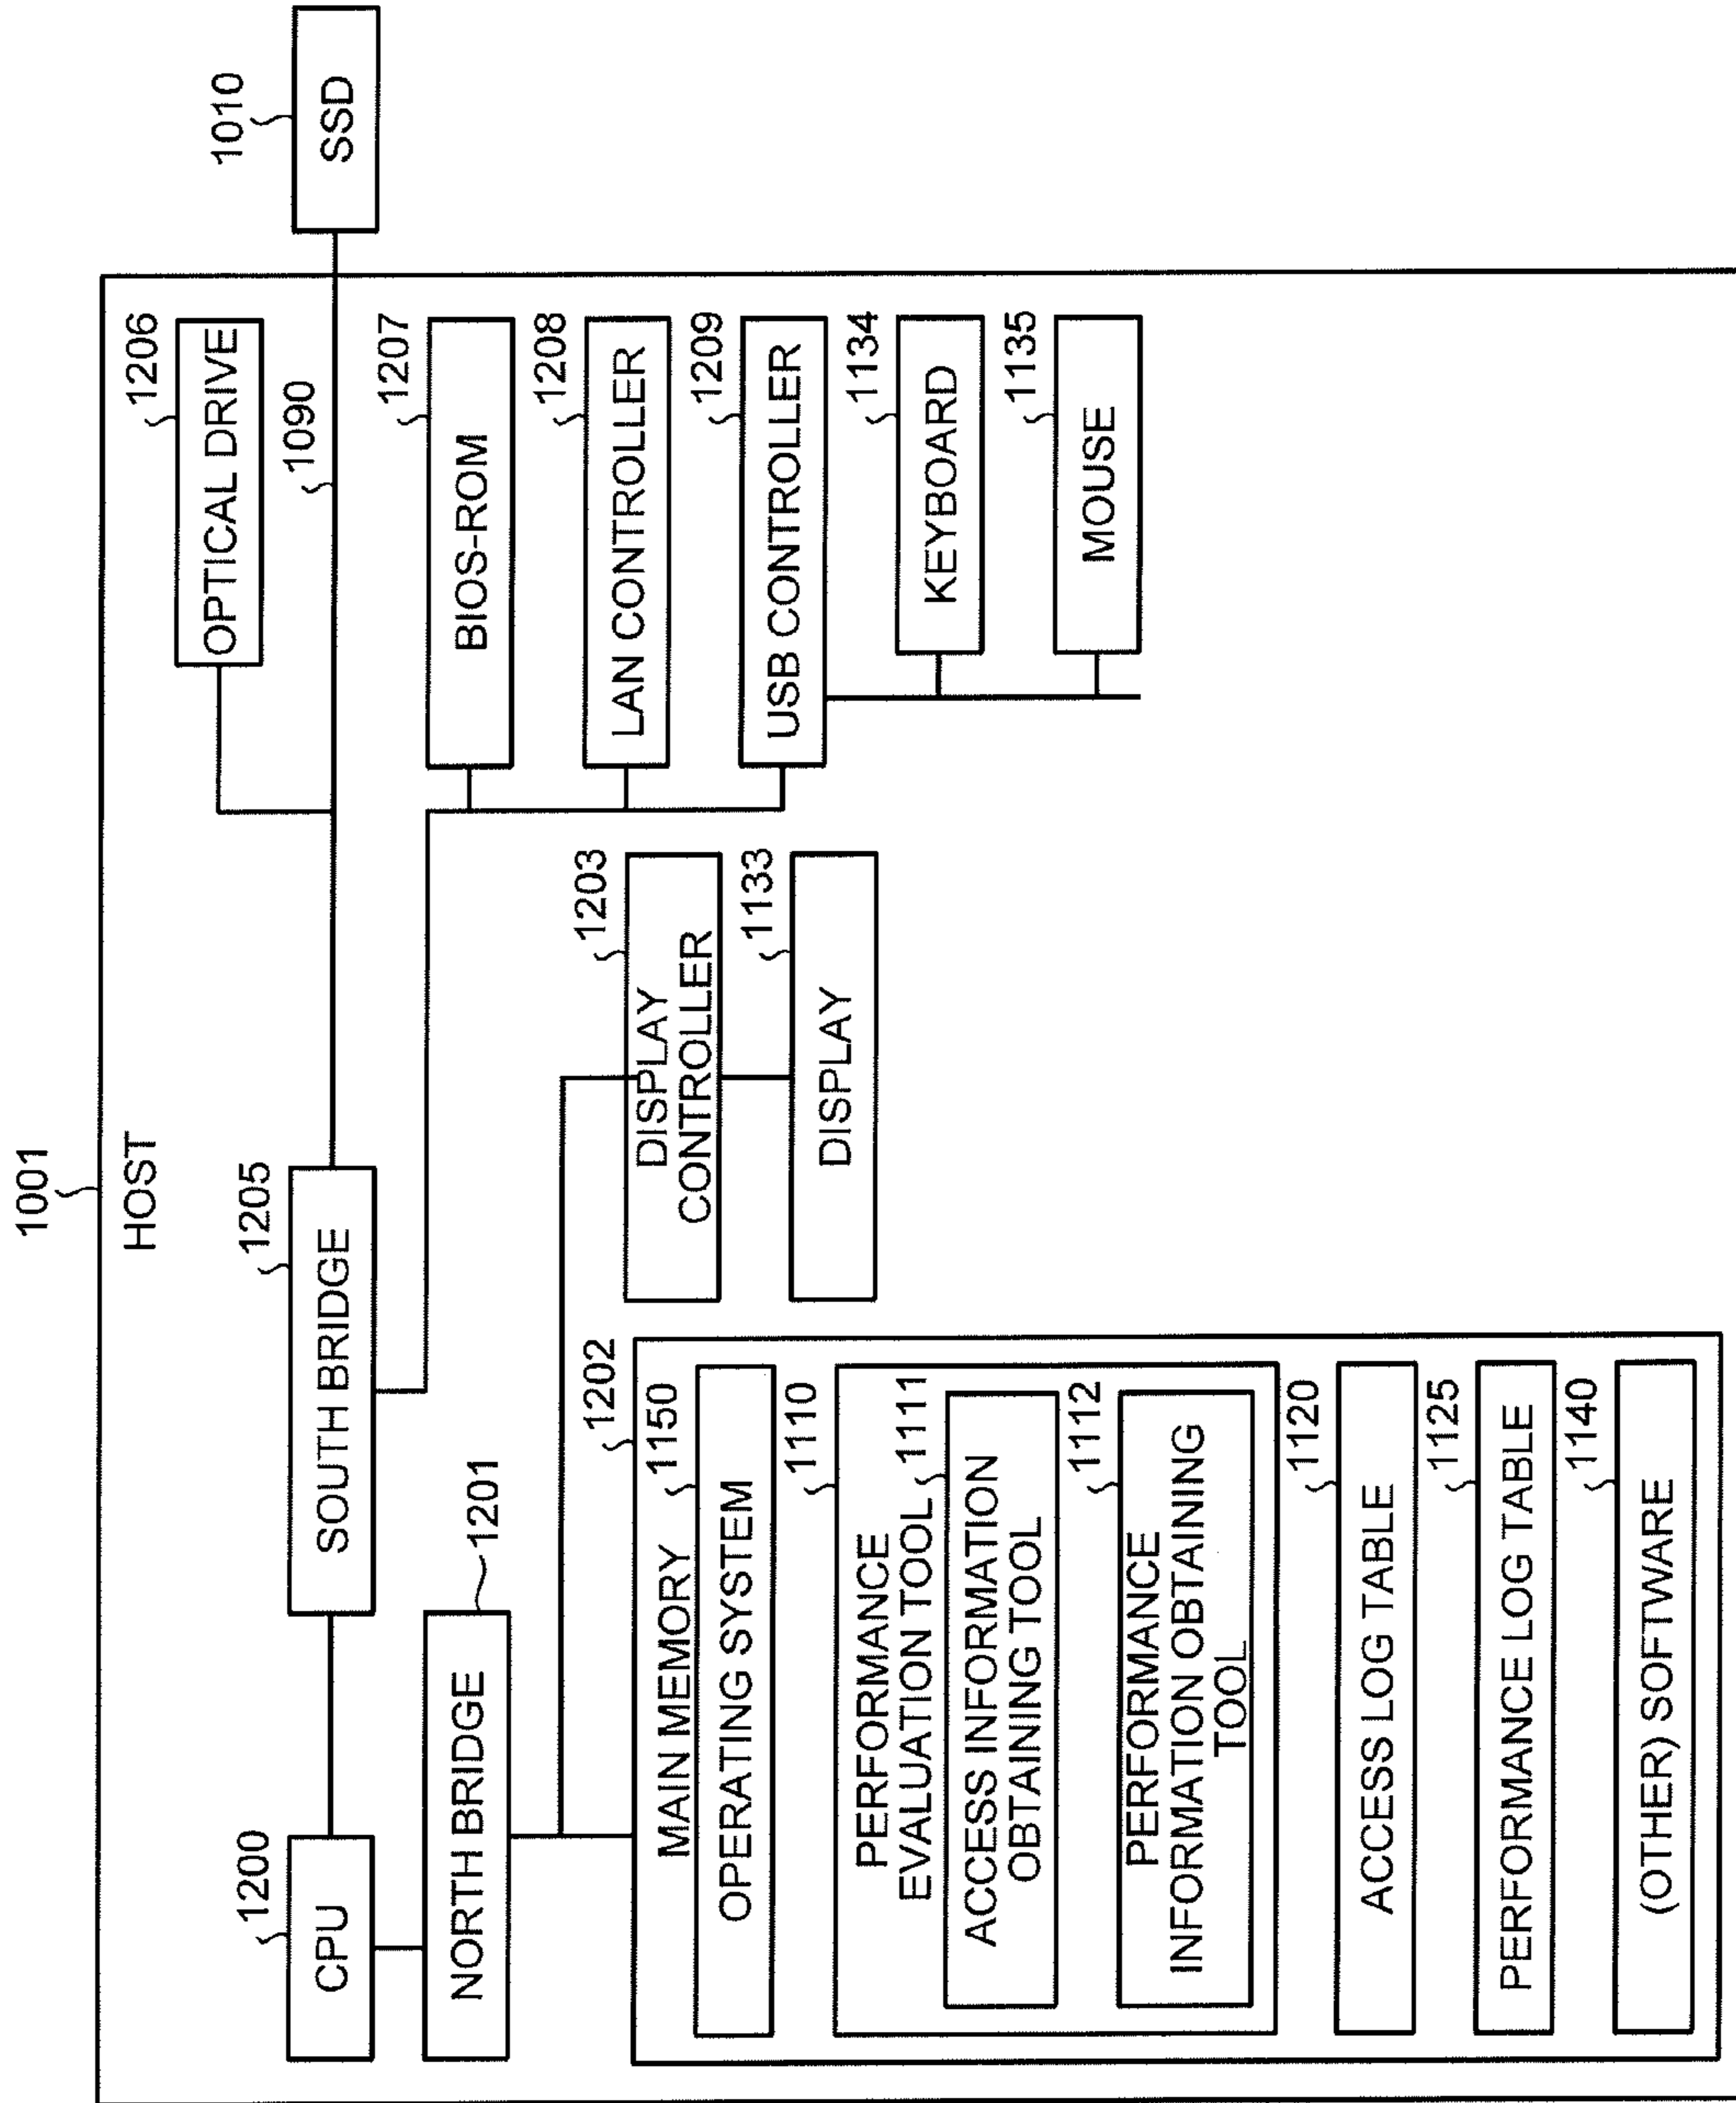 1001
HOST
1200
CPU
1205
SOUTH BRIDGE
1206
OPTICAL DRIVE
1090
1010
SSD
1201
NORTH BRIDGE
1207
BIOS-ROM
1208
LAN CONTROLLER
1209
USB CONTROLLER
1134
KEYBOARD
1135
MOUSE
1203
DISPLAY
CONTROLLER
1133
DISPLAY
1202
MAIN MEMORY
1150
OPERATING SYSTEM
1110
PERFORMANCE
EVALUATION TOOL
1111
ACCESS INFORMATION
OBTAINING TOOL
1112
PERFORMANCE
INFORMATION OBTAINING
TOOL
1120
ACCESS LOG TABLE
1125
PERFORMANCE LOG TABLE
1140
(OTHER) SOFTWARE